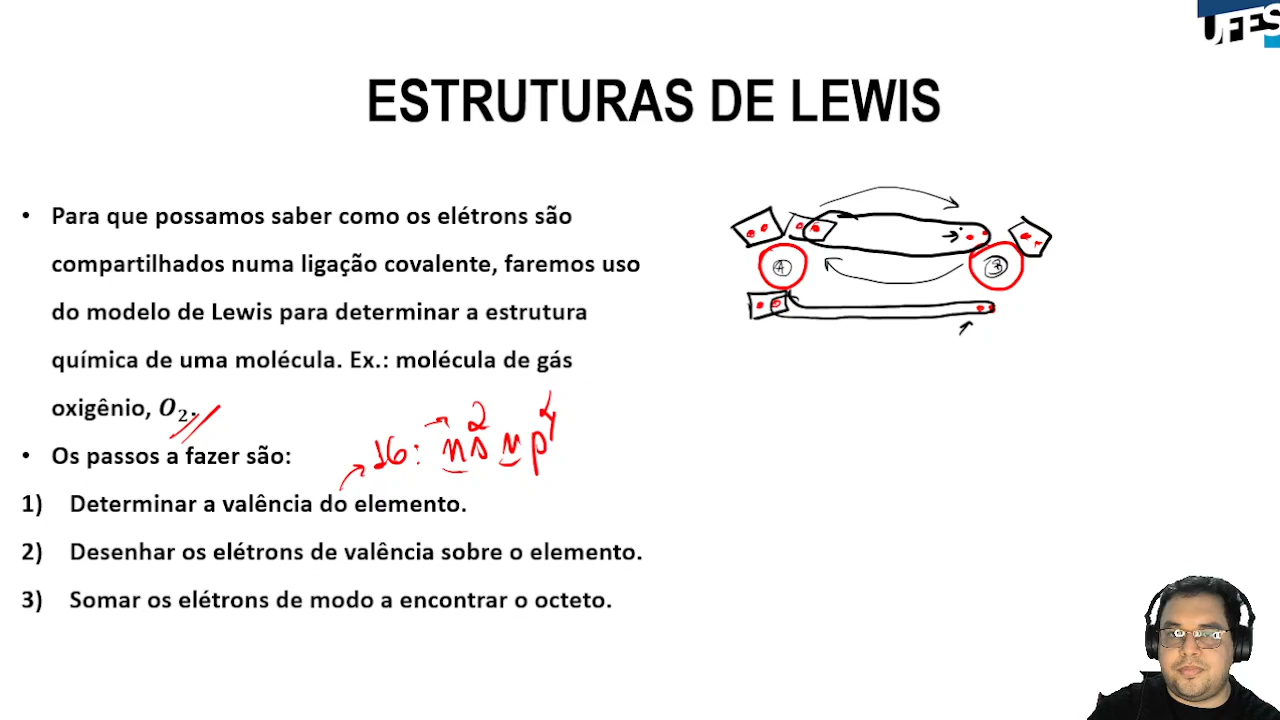 UFES
ESTRUTURAS DE LEWIS
• Para que possamos saber como os elétrons são
compartilhados numa ligação covalente, faremos uso
do modelo de Lewis para determinar a estrutura
química de uma molécula. Ex.: molécula de gás
oxigênio, O₂.
• Os passos a fazer são:
16: ns² np⁴
1) Determinar a valência do elemento.
2) Desenhar os elétrons de valência sobre o elemento.
3) Somar os elétrons de modo a encontrar o octeto.
A
B